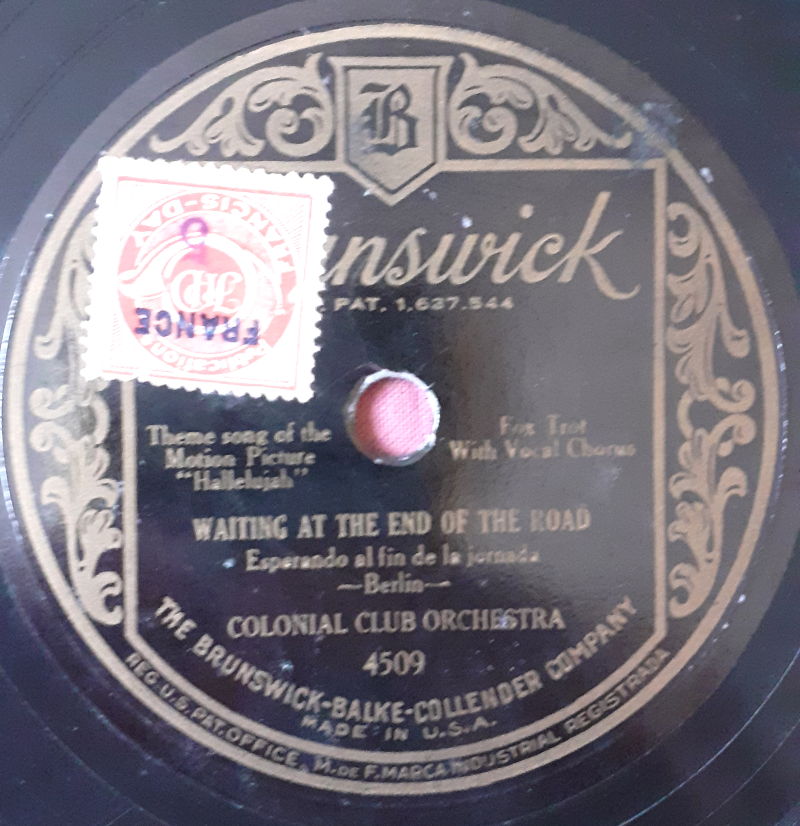 B
FRANCIS-DAY
FRANCE
PAT. 1,637.544
Theme song of the
Motion Picture
"Hallelujah"
Fox Trot
With Vocal Chorus
WAITING AT THE END OF THE ROAD
Esperando al fin de la jornada
—Berlin—
COLONIAL CLUB ORCHESTRA
4509
THE BRUNSWICK-BALKE-COLLENDER COMPANY
MADE IN U.S.A.
REG. U.S. PAT. OFFICE, M. DE F. MARCA INDUSTRIAL REGISTRADA